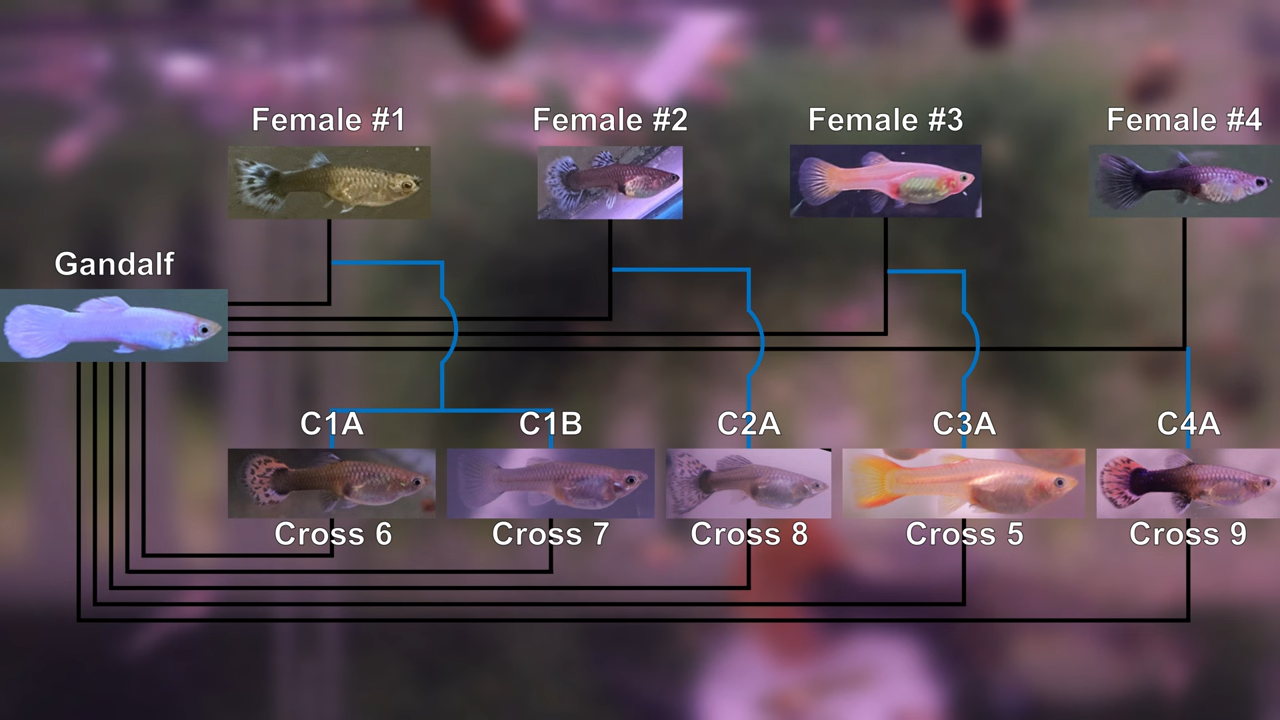 Female #1
Female #2
Female #3
Female #4
Gandalf
C1A
C1B
C2A
C3A
C4A
Cross 6
Cross 7
Cross 8
Cross 5
Cross 9